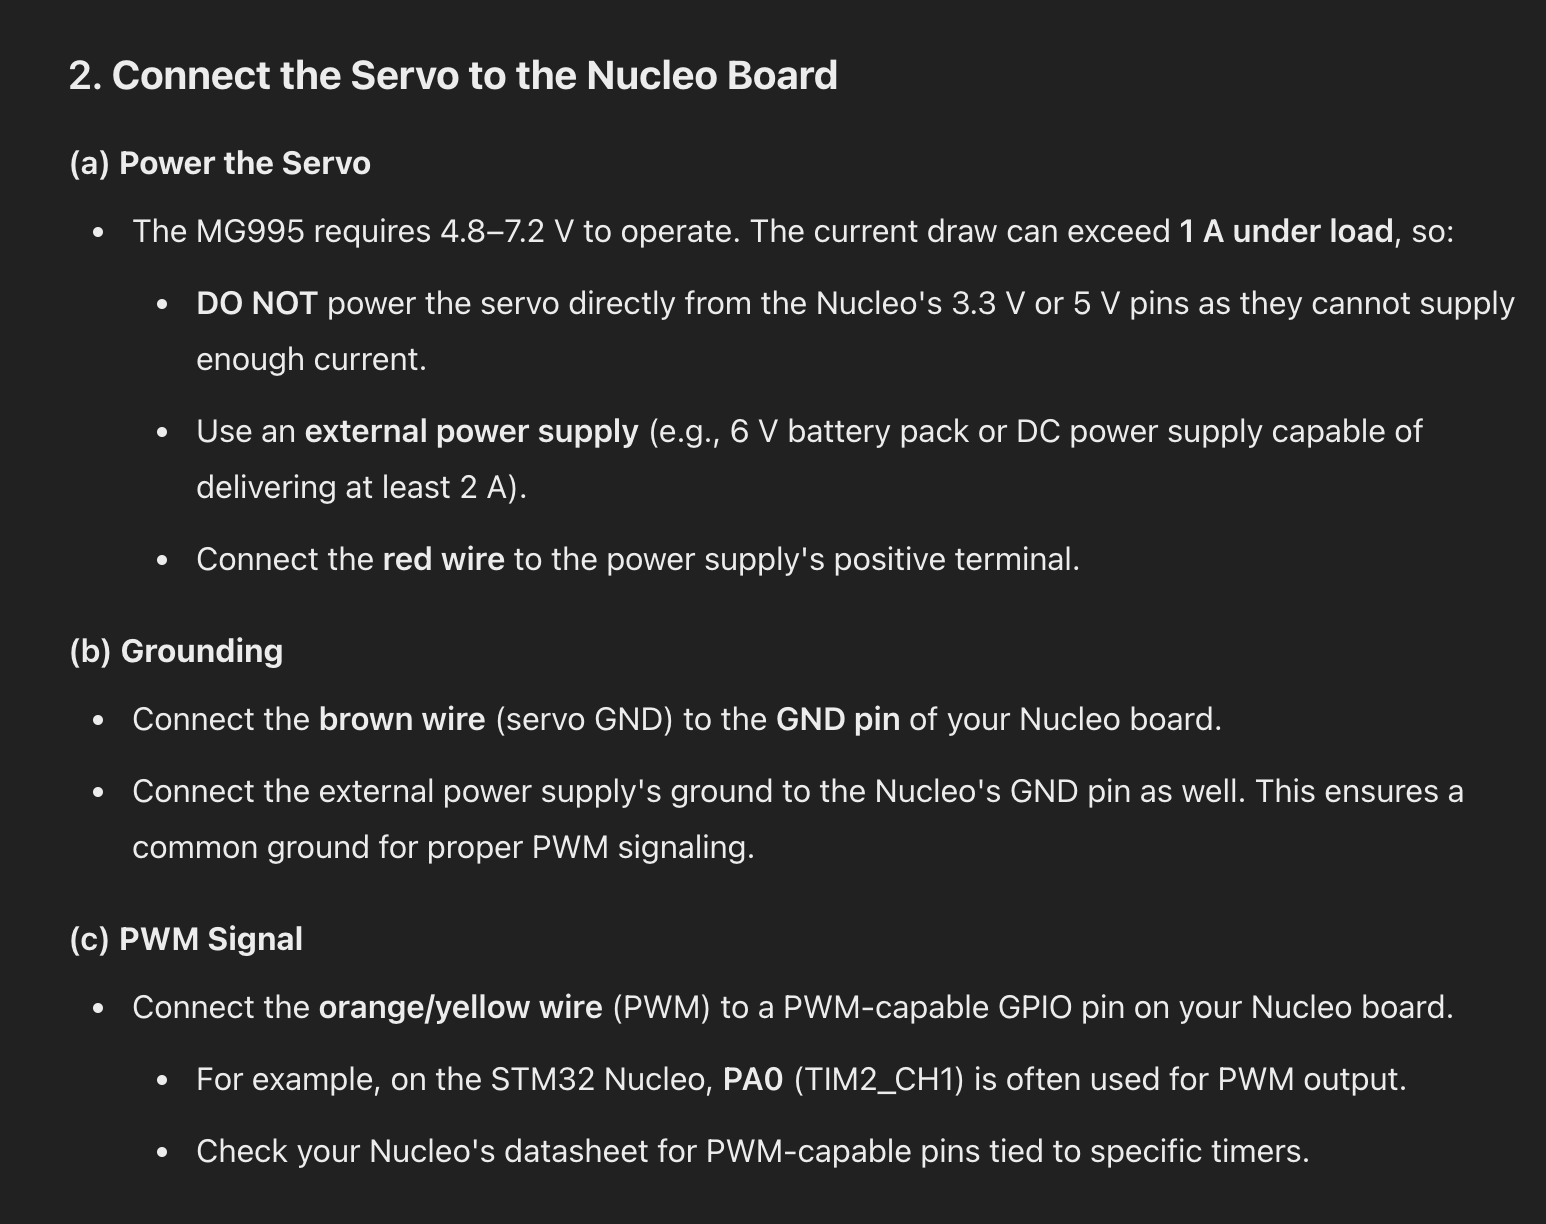 2. Connect the Servo to the Nucleo Board
(a) Power the Servo
• The MG995 requires 4.8–7.2 V to operate. The current draw can exceed 1 A under load, so:
• DO NOT power the servo directly from the Nucleo's 3.3 V or 5 V pins as they cannot supply
enough current.
• Use an external power supply (e.g., 6 V battery pack or DC power supply capable of
delivering at least 2 A).
• Connect the red wire to the power supply's positive terminal.
(b) Grounding
• Connect the brown wire (servo GND) to the GND pin of your Nucleo board.
• Connect the external power supply's ground to the Nucleo's GND pin as well. This ensures a
common ground for proper PWM signaling.
(c) PWM Signal
• Connect the orange/yellow wire (PWM) to a PWM-capable GPIO pin on your Nucleo board.
• For example, on the STM32 Nucleo, PA0 (TIM2_CH1) is often used for PWM output.
• Check your Nucleo's datasheet for PWM-capable pins tied to specific timers.